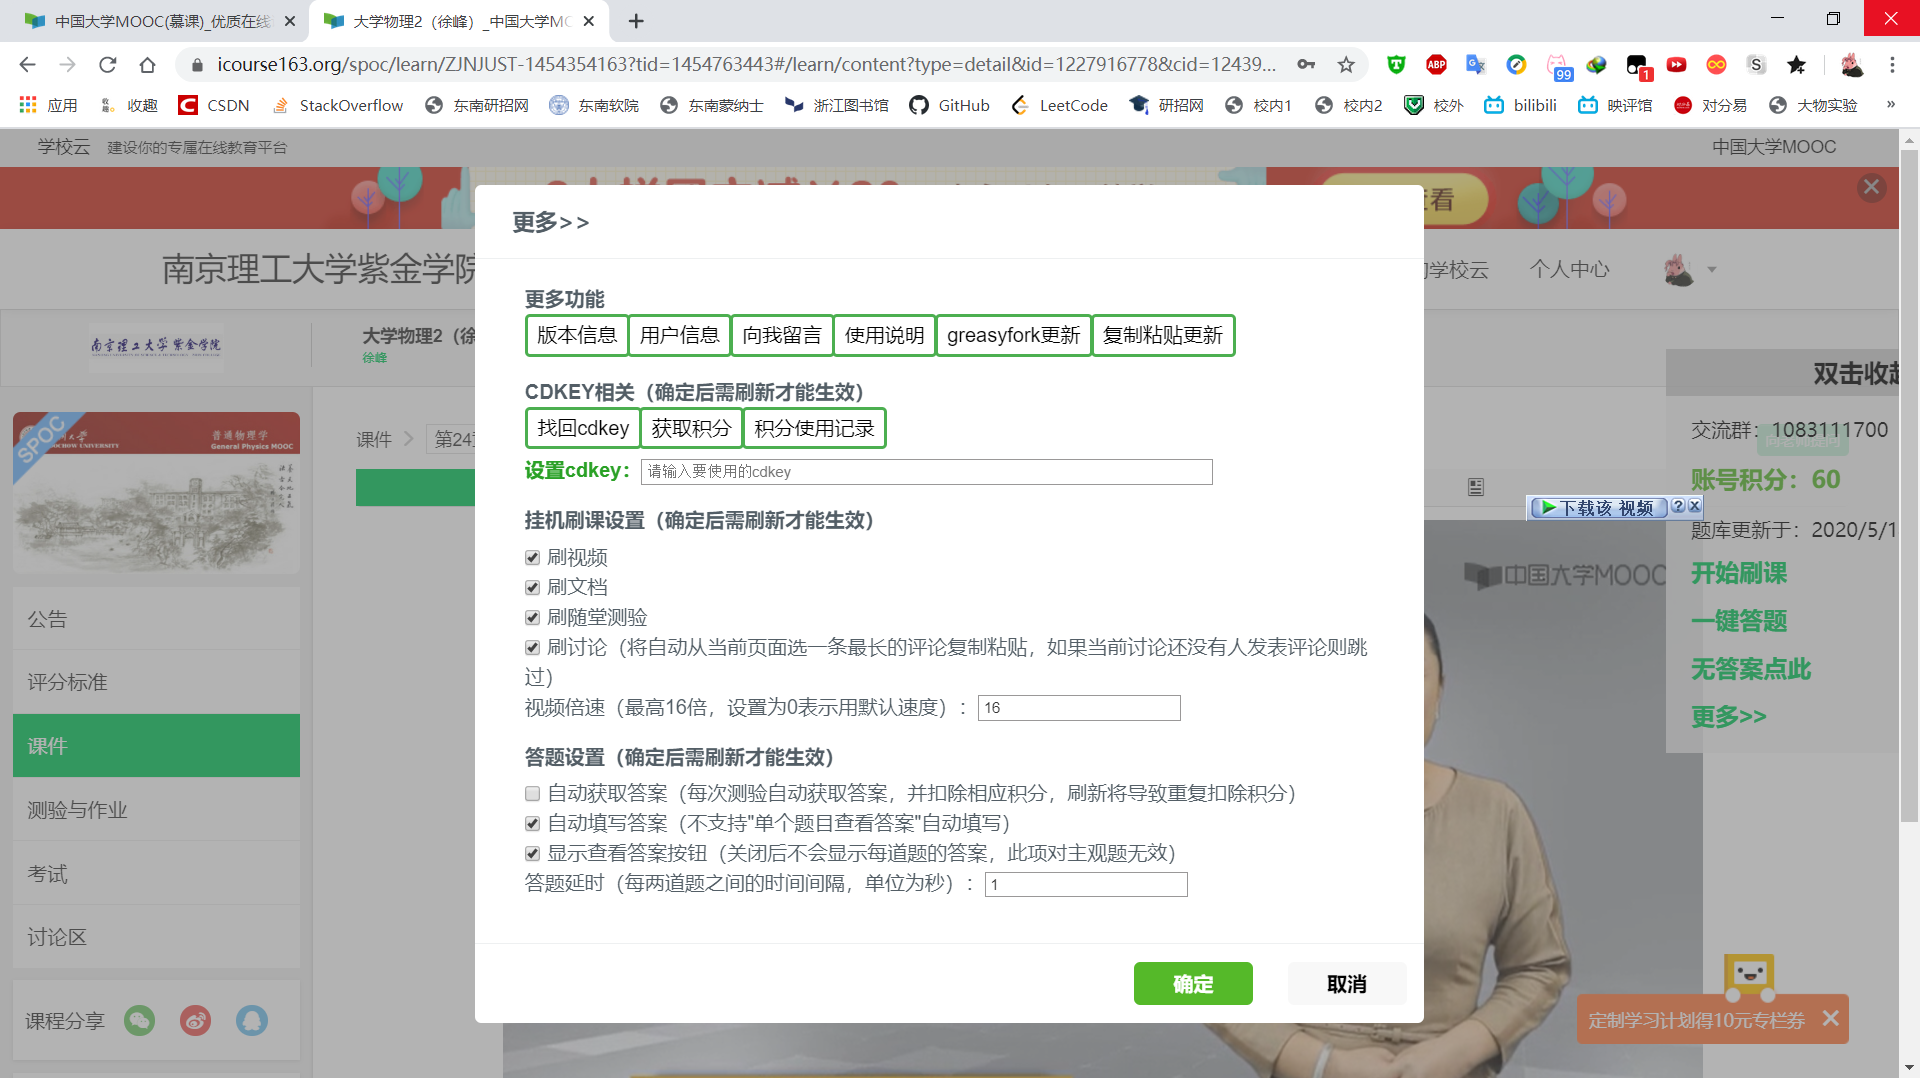 中国大学MOOC(慕课)_优质在线
大学物理2（徐峰）_中国大学MO
icourse163.org/spoc/learn/ZJNJUST-1454354163?tid=1454763443#/learn/content?type=detail&id=1227916778&cid=12439...
ABP
99
1
S
应用 收趣 CSDN StackOverflow 东南研招网 东南软院 东南蒙纳士 浙江图书馆 GitHub LeetCode 研招网 校内1 校内2 校外 bilibili 映评馆 对分易 大物实验 »
学校云 建设你的专属在线教育平台 中国大学MOOC
查看
南京理工大学紫金学院
学校云 个人中心
南京理工大学 紫金学院
大学物理2（徐
徐峰
SPOC
普通物理学
General Physics MOOC
公告
评分标准
课件
测验与作业
考试
讨论区
课程分享
课件 第24
更多>>
更多功能
版本信息 用户信息 向我留言 使用说明 greasyfork更新 复制粘贴更新
CDKEY相关（确定后需刷新才能生效）
找回cdkey 获取积分 积分使用记录
设置cdkey： 请输入要使用的cdkey
挂机刷课设置（确定后需刷新才能生效）
刷视频
刷文档
刷随堂测验
刷讨论（将自动从当前页面选一条最长的评论复制粘贴，如果当前讨论还没有人发表评论则跳
过）
视频倍速（最高16倍，设置为0表示用默认速度）： 16
答题设置（确定后需刷新才能生效）
自动获取答案（每次测验自动获取答案，并扣除相应积分，刷新将导致重复扣除积分）
自动填写答案（不支持"单个题目查看答案"自动填写）
显示查看答案按钮（关闭后不会显示每道题的答案，此项对主观题无效）
答题延时（每两道题之间的时间间隔，单位为秒）： 1
确定 取消
双击收起
交流群：1083111700
账号积分：60
下载该 视频 ?
题库更新于：2020/5/1
开始刷课
一键答题
无答案点此
更多>>
中国大学MOOC
定制学习计划得10元专栏券